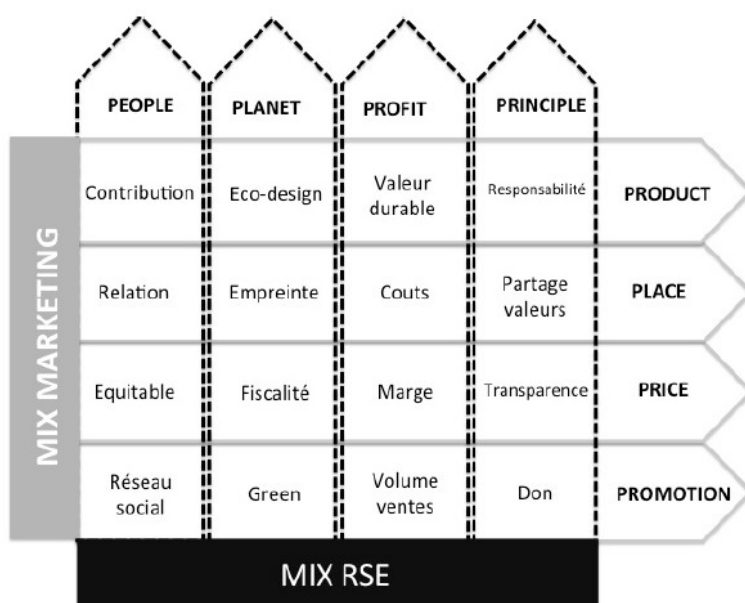 PEOPLE PLANET PROFIT PRINCIPLE
Contribution Eco-design Valeur durable Responsabilité PRODUCT
Relation Empreinte Couts Partage valeurs PLACE
Equitable Fiscalité Marge Transparence PRICE
Réseau social Green Volume ventes Don PROMOTION
MIX MARKETING
MIX RSE